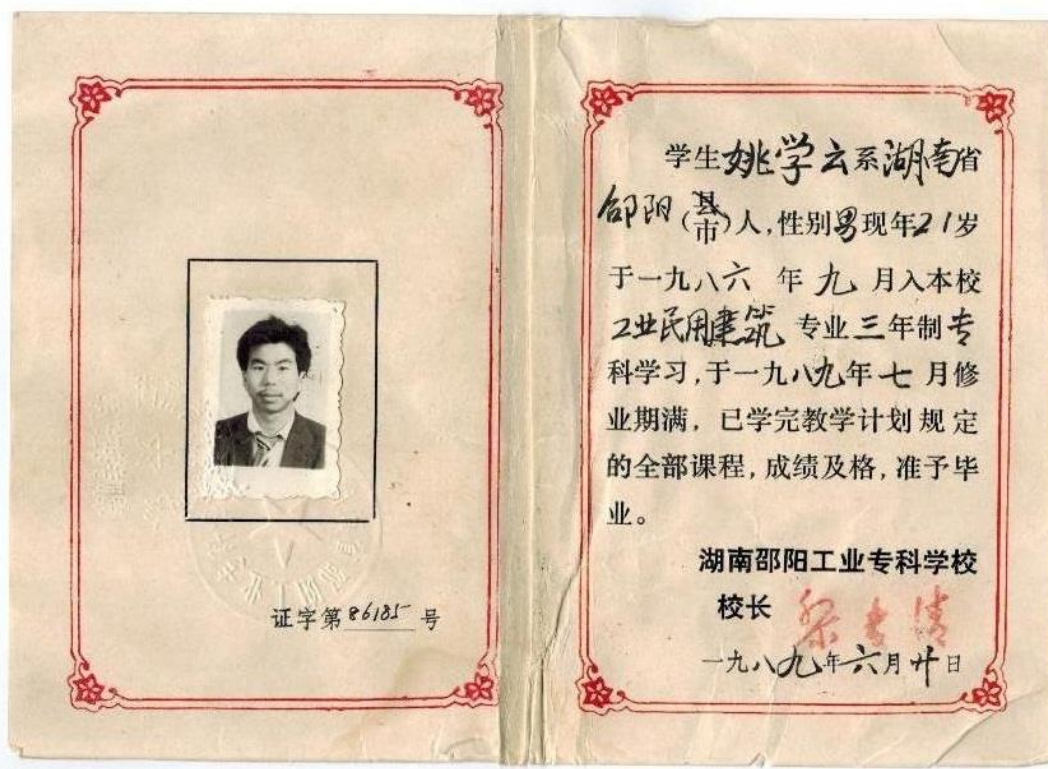 证字第86185号
学生姚学云系湖南省
邵阳(县市)人,性别男现年21岁
于一九八六 年 九 月入本校
工业民用建筑 专业三年制专
科学习,于一九八九年七月修
业期满, 已学完教学计划规定
的全部课程, 成绩及格, 准予毕
业。
湖南邵阳工业专科学校
校长
一九八九年六月廿日